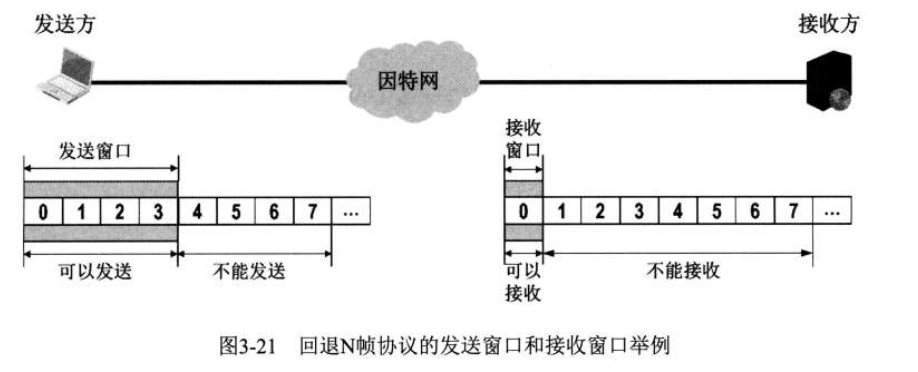 发送方
接收方
因特网
发送窗口
0 1 2 3 4 5 6 7 ...
可以发送
不能发送
接收
窗口
0 1 2 3 4 5 6 7 ...
可以
接收
不能接收
图3-21 回退N帧协议的发送窗口和接收窗口举例